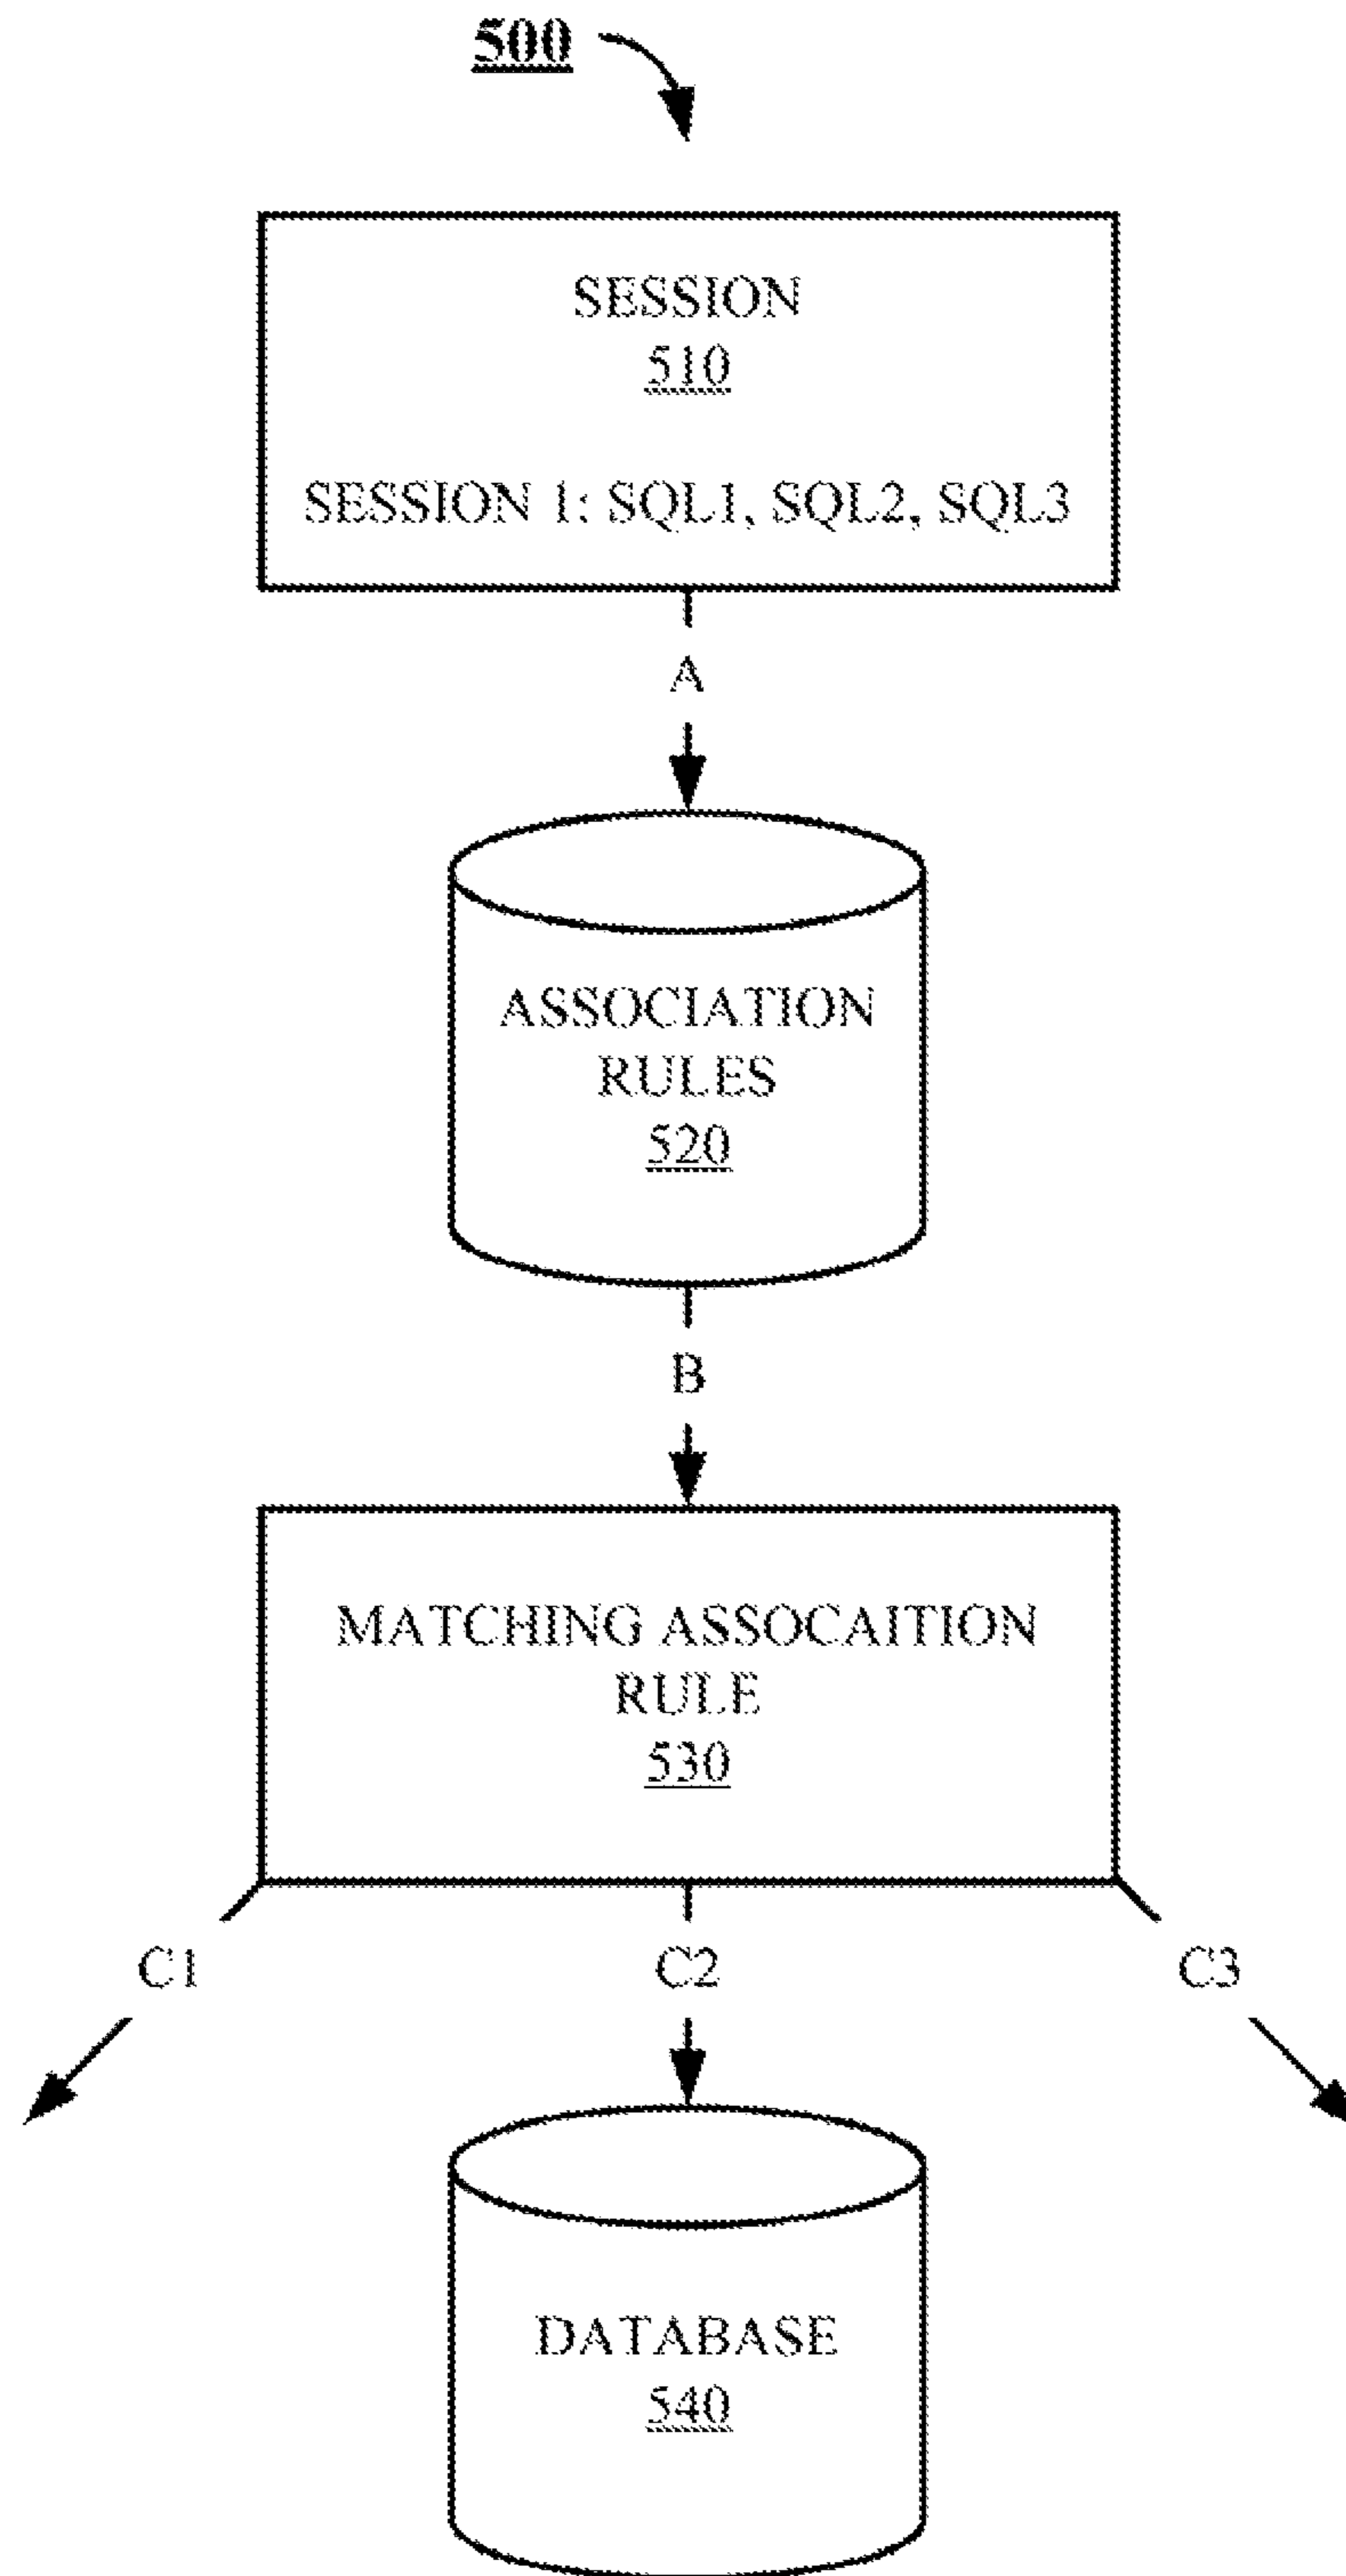 500
SESSION
510
SESSION 1: SQL1, SQL2, SQL3
A
ASSOCIATION
RULES
520
B
MATCHING ASSOCAITION
RULE
530
C1 C2 C3
DATABASE
540